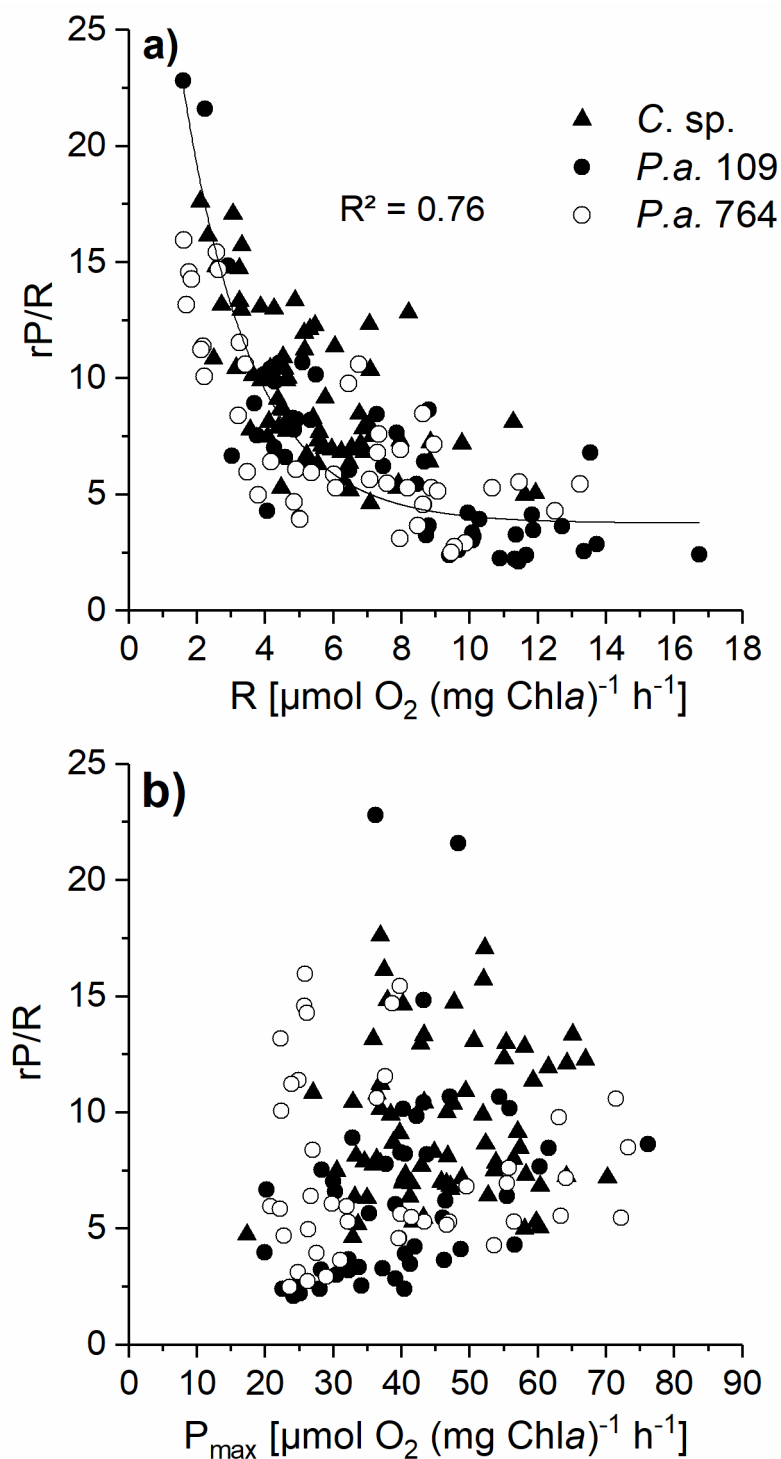 a)
25
20
15
10
5
0
rP/R
C. sp.
P.a. 109
P.a. 764
R² = 0.76
0 2 4 6 8 10 12 14 16 18
R [µmol O₂ (mg Chla)⁻¹ h⁻¹]
b)
25
20
15
10
5
0
rP/R
0 10 20 30 40 50 60 70 80 90
Pmax [µmol O₂ (mg Chla)⁻¹ h⁻¹]